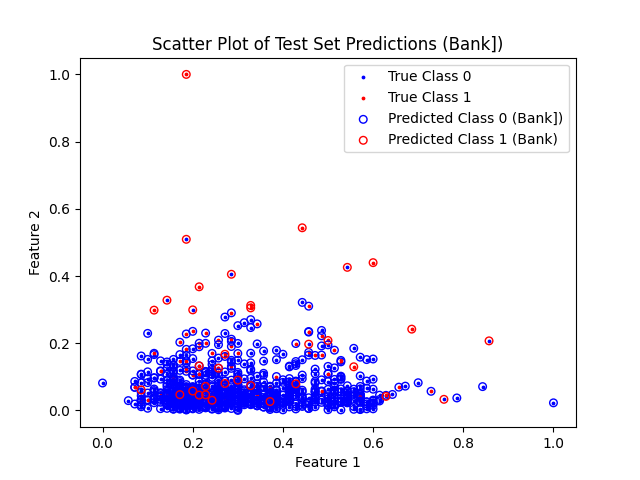 Scatter Plot of Test Set Predictions (Bank])
True Class 0
True Class 1
Predicted Class 0 (Bank])
Predicted Class 1 (Bank)
1.0
0.8
0.6
0.4
0.2
0.0
Feature 2
0.0 0.2 0.4 0.6 0.8 1.0
Feature 1